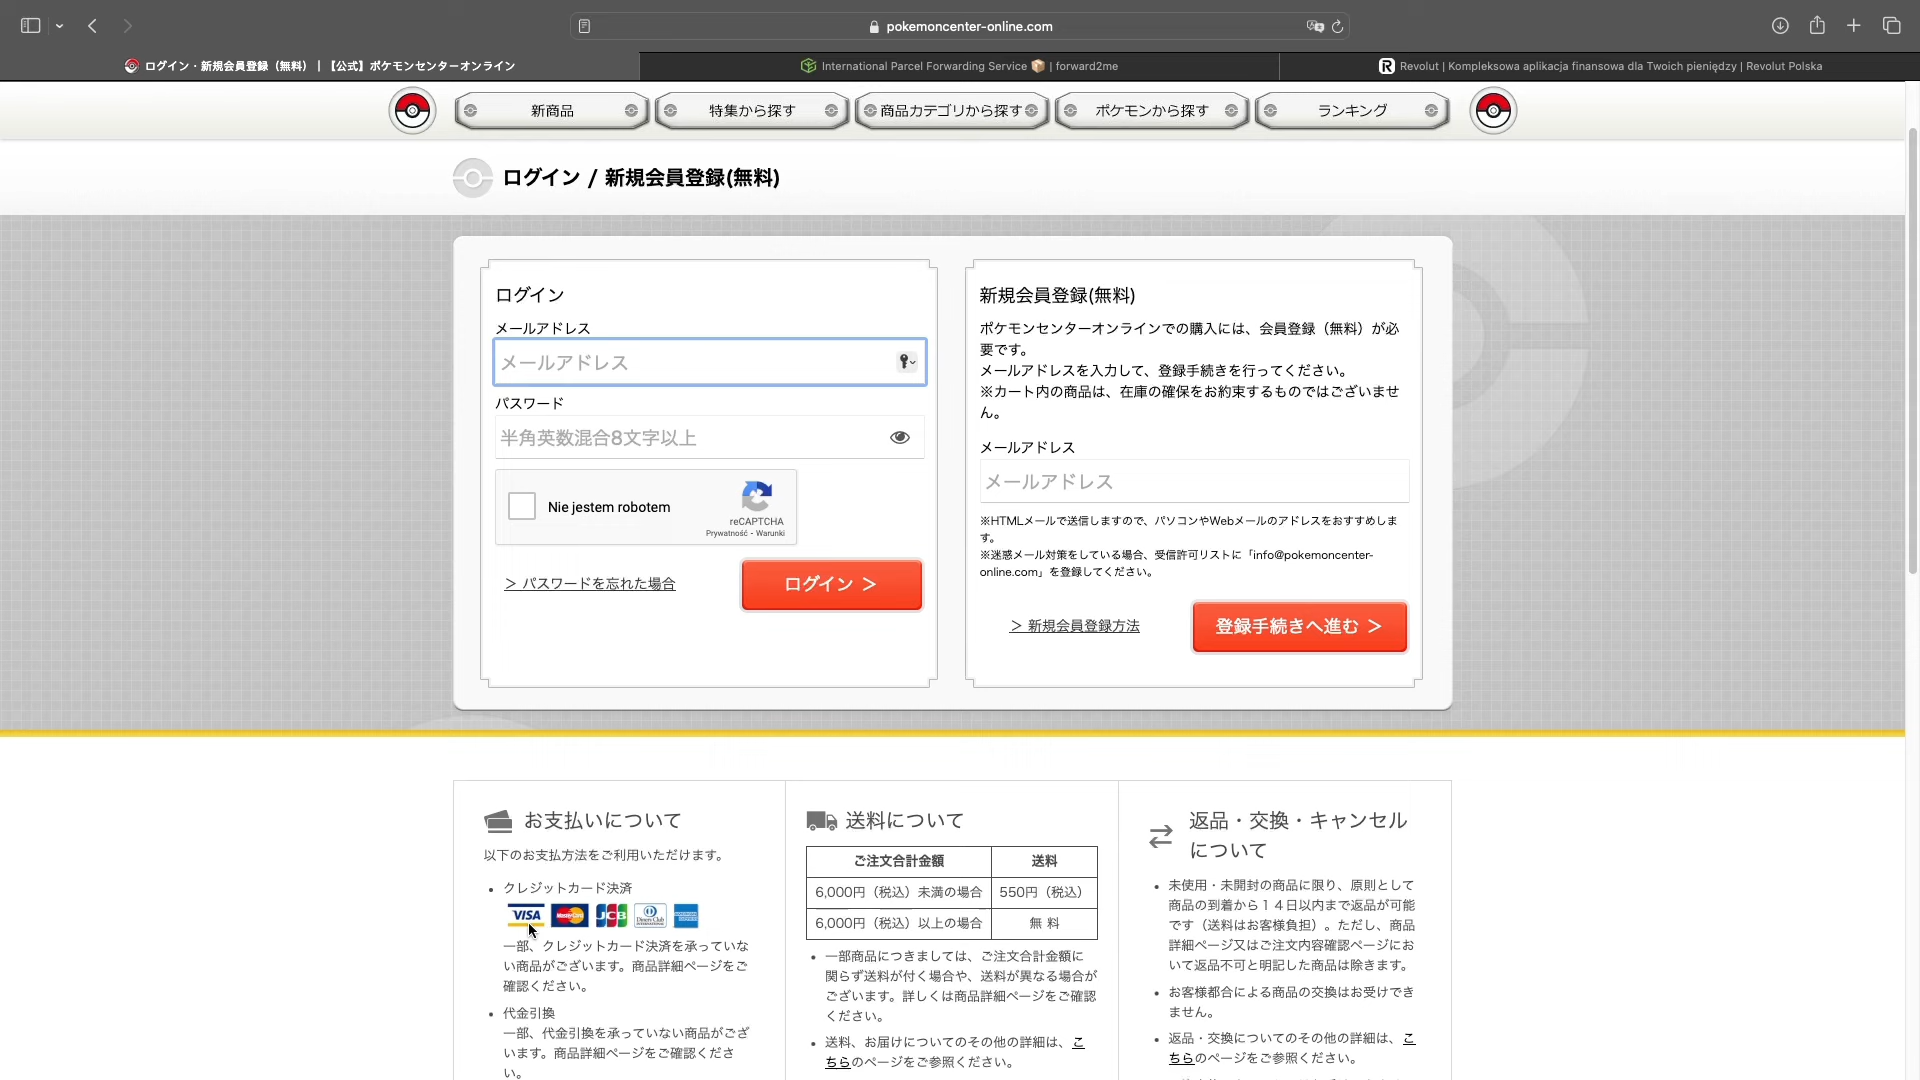 pokemoncenter-online.com
ログイン・新規会員登録（無料）｜【公式】ポケモンセンターオンライン
International Parcel Forwarding Service 📦 | forward2me
Revolut | Kompleksowa aplikacja finansowa dla Twoich pieniędzy | Revolut Polska
新商品
特集から探す
商品カテゴリから探す
ポケモンから探す
ランキング
ログイン / 新規会員登録(無料)
ログイン
メールアドレス
メールアドレス
パスワード
半角英数混合8文字以上
Nie jestem robotem
reCAPTCHA
Prywatność - Warunki
＞ パスワードを忘れた場合
ログイン ＞
新規会員登録(無料)
ポケモンセンターオンラインでの購入には、会員登録（無料）が必
要です。
メールアドレスを入力して、登録手続きを行ってください。
※カート内の商品は、在庫の確保をお約束するものではございませ
ん。
メールアドレス
メールアドレス
※HTMLメールで送信しますので、パソコンやWebメールのアドレスをおすすめしま
す。
※迷惑メール対策をしている場合、受信許可リストに「info@pokemoncenter-
online.com」を登録してください。
＞ 新規会員登録方法
登録手続きへ進む ＞
お支払いについて
以下のお支払方法をご利用いただけます。
• クレジットカード決済
VISA MasterCard JCB Diners Club INTERNATIONAL AMERICAN EXPRESS
一部、クレジットカード決済を承っていな
い商品がございます。商品詳細ページをご
確認ください。
• 代金引換
一部、代金引換を承っていない商品がござ
います。商品詳細ページをご確認くださ
い。
送料について
ご注文合計金額 送料
6,000円（税込）未満の場合 550円（税込）
6,000円（税込）以上の場合 無 料
• 一部商品につきましては、ご注文合計金額に
関らず送料が付く場合や、送料が異なる場合が
ございます。詳しくは商品詳細ページをご確認
ください。
• 送料、お届けについてのその他の詳細は、こ
ちらのページをご参照ください。
返品・交換・キャンセル
について
• 未使用・未開封の商品に限り、原則として
商品の到着から１４日以内まで返品が可能
です（送料はお客様負担）。ただし、商品
詳細ページ又はご注文内容確認ページにお
いて返品不可と明記した商品は除きます。
• お客様都合による商品の交換はお受けでき
ません。
• 返品・交換についてのその他の詳細は、こ
ちらのページをご参照ください。